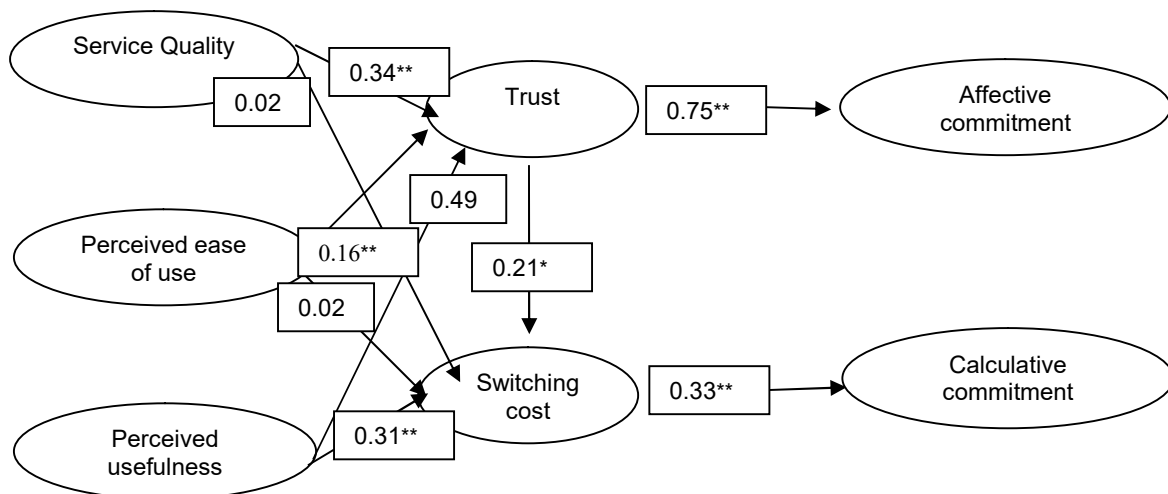 Service Quality
0.34**
0.02
Trust
0.75**
Affective
commitment
0.49
Perceived ease
of use
0.16**
0.21*
0.02
Switching
cost
0.33**
Calculative
commitment
0.31**
Perceived
usefulness